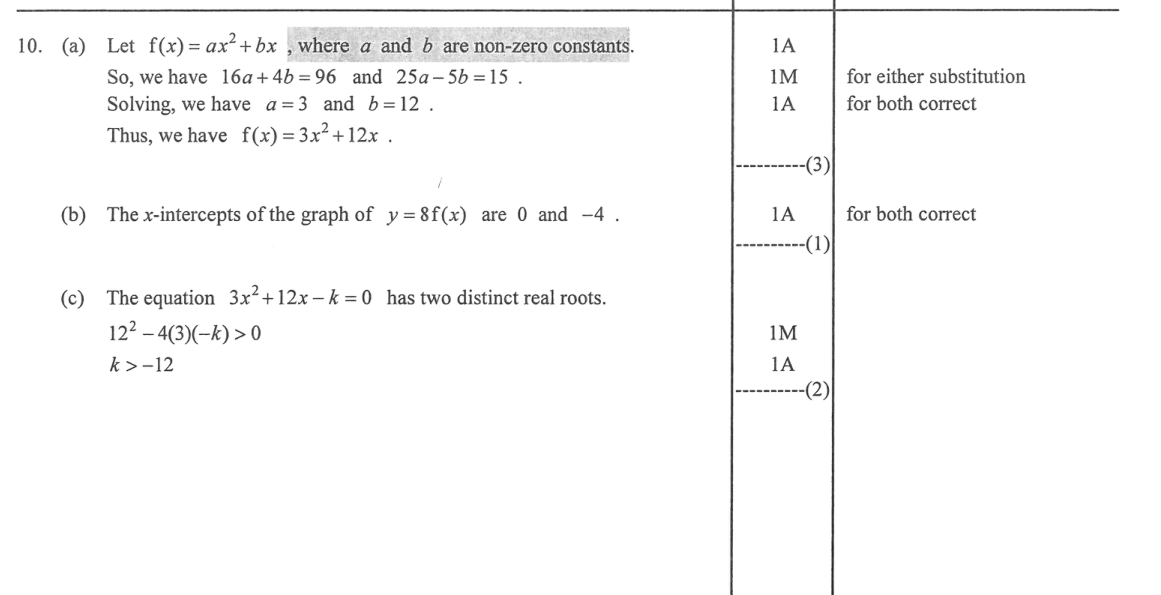 10. (a) Let f(x) = ax² + bx , where a and b are non-zero constants. 1A
So, we have 16a + 4b = 96 and 25a – 5b = 15 . 1M for either substitution
Solving, we have a = 3 and b = 12 . 1A for both correct
Thus, we have f(x) = 3x² + 12x .
----------(3)
(b) The x-intercepts of the graph of y = 8f(x) are 0 and −4 . 1A for both correct
----------(1)
(c) The equation 3x² + 12x – k = 0 has two distinct real roots.
12² – 4(3)(–k) > 0 1M
k > –12 1A
----------(2)